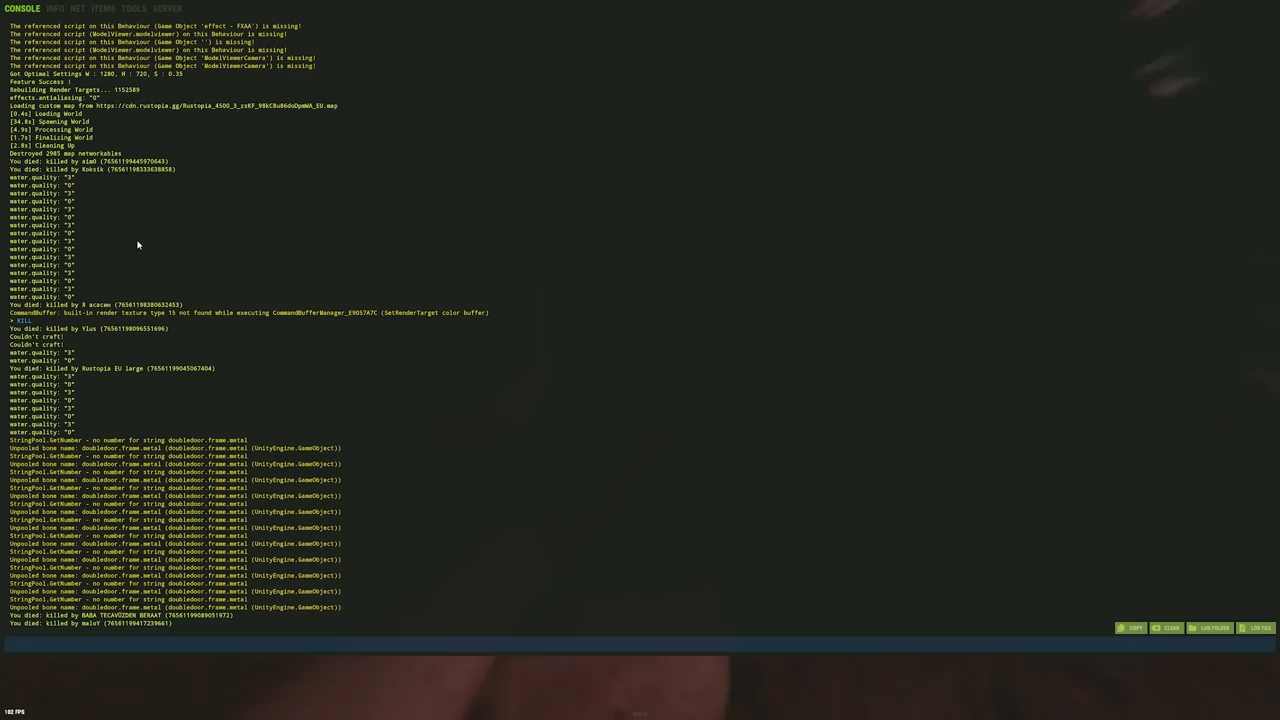 CONSOLE INFO NET ITEMS TOOLS SERVER
The referenced script on this Behaviour (Game Object 'effect - FXAA') is missing!
The referenced script (ModelViewer.modelviewer) on this Behaviour is missing!
The referenced script on this Behaviour (Game Object '') is missing!
The referenced script (ModelViewer.modelviewer) on this Behaviour is missing!
The referenced script on this Behaviour (Game Object 'ModelViewerCamera') is missing!
The referenced script on this Behaviour (Game Object 'ModelViewerCamera') is missing!
Got Optimal Settings W : 1280, H : 720, S : 0.35
Feature Success !
Rebuilding Render Targets... 1152589
effects.antialiasing: "0"
Loading custom map from https://cdn.rustopia.gg/Rustopia_4500_3_zsKF_98kC8u86doDpmWA_EU.map
[0.4s] Loading World
[34.8s] Spawning World
[4.9s] Processing World
[1.7s] Finalizing World
[2.8s] Cleaning Up
Destroyed 2985 map networkables
You died: killed by aim0 (76561199445970643)
You died: killed by Koksik (76561198333638858)
water.quality: "3"
water.quality: "0"
water.quality: "3"
water.quality: "0"
water.quality: "3"
water.quality: "0"
water.quality: "3"
water.quality: "0"
water.quality: "3"
water.quality: "0"
water.quality: "3"
water.quality: "0"
water.quality: "3"
water.quality: "0"
water.quality: "3"
water.quality: "0"
You died: killed by Я асасин (76561198380632453)
CommandBuffer: built-in render texture type 15 not found while executing CommandBufferManager_E9057A7C (SetRenderTarget color buffer)
> KILL
You died: killed by Ylus (76561198096551696)
Couldn't craft!
Couldn't craft!
water.quality: "3"
water.quality: "0"
You died: killed by Rustopia EU large (76561199045067404)
water.quality: "3"
water.quality: "0"
water.quality: "3"
water.quality: "0"
water.quality: "3"
water.quality: "0"
water.quality: "3"
water.quality: "0"
StringPool.GetNumber - no number for string doubledoor.frame.metal
Unpooled bone name: doubledoor.frame.metal (doubledoor.frame.metal (UnityEngine.GameObject))
StringPool.GetNumber - no number for string doubledoor.frame.metal
Unpooled bone name: doubledoor.frame.metal (doubledoor.frame.metal (UnityEngine.GameObject))
StringPool.GetNumber - no number for string doubledoor.frame.metal
Unpooled bone name: doubledoor.frame.metal (doubledoor.frame.metal (UnityEngine.GameObject))
StringPool.GetNumber - no number for string doubledoor.frame.metal
Unpooled bone name: doubledoor.frame.metal (doubledoor.frame.metal (UnityEngine.GameObject))
StringPool.GetNumber - no number for string doubledoor.frame.metal
Unpooled bone name: doubledoor.frame.metal (doubledoor.frame.metal (UnityEngine.GameObject))
StringPool.GetNumber - no number for string doubledoor.frame.metal
Unpooled bone name: doubledoor.frame.metal (doubledoor.frame.metal (UnityEngine.GameObject))
StringPool.GetNumber - no number for string doubledoor.frame.metal
Unpooled bone name: doubledoor.frame.metal (doubledoor.frame.metal (UnityEngine.GameObject))
StringPool.GetNumber - no number for string doubledoor.frame.metal
Unpooled bone name: doubledoor.frame.metal (doubledoor.frame.metal (UnityEngine.GameObject))
StringPool.GetNumber - no number for string doubledoor.frame.metal
Unpooled bone name: doubledoor.frame.metal (doubledoor.frame.metal (UnityEngine.GameObject))
StringPool.GetNumber - no number for string doubledoor.frame.metal
Unpooled bone name: doubledoor.frame.metal (doubledoor.frame.metal (UnityEngine.GameObject))
StringPool.GetNumber - no number for string doubledoor.frame.metal
Unpooled bone name: doubledoor.frame.metal (doubledoor.frame.metal (UnityEngine.GameObject))
You died: killed by BABA TECAVÜZDEN BERAAT (76561199089051972)
You died: killed by maloY (76561199417239661)
COPY CLEAR LOG FOLDER LOG FILE
102 FPS